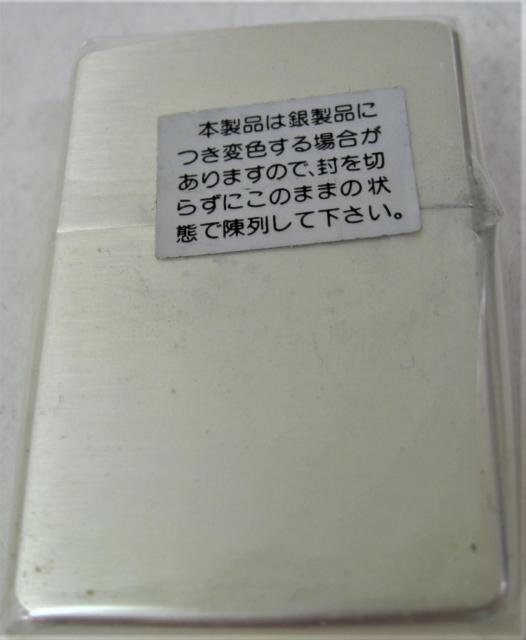 本製品は銀製品に
つき変色する場合が
ありますので、封を切
らずにこのままの状
態で陳列して下さい。